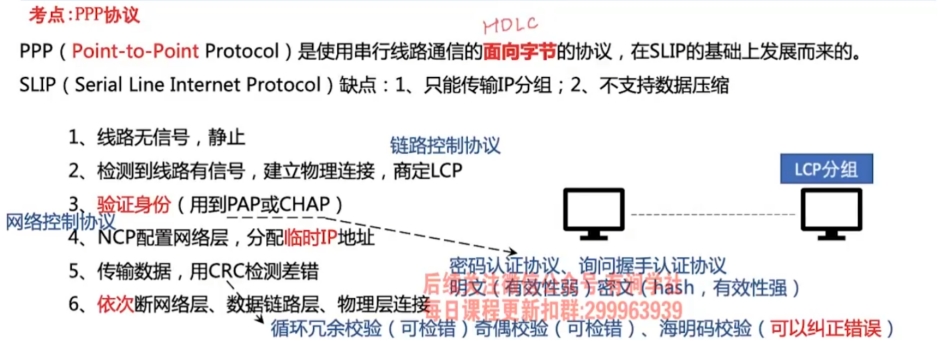 考点:PPP协议
HDLC
PPP（Point-to-Point Protocol）是使用串行线路通信的面向字节的协议，在SLIP的基础上发展而来的。
SLIP（Serial Line Internet Protocol）缺点：1、只能传输IP分组；2、不支持数据压缩
1、线路无信号，静止
链路控制协议
2、检测到线路有信号，建立物理连接，商定LCP
LCP分组
3、验证身份（用到PAP或CHAP）
网络控制协议
4、NCP配置网络层，分配临时IP地址
密码认证协议、询问握手认证协议
5、传输数据，用CRC检测差错
明文（有效性弱）密文（hash，有效性强）
6、依次断网络层、数据链路层、物理层连接
每日课程更新扣群:299963939
循环冗余校验（可检错）奇偶校验（可检错）、海明码校验（可以纠正错误）